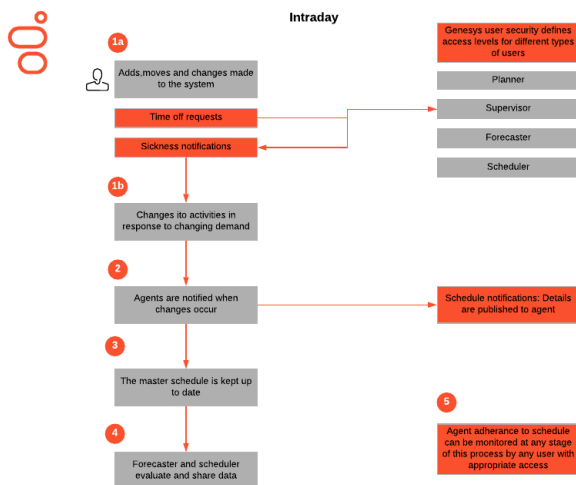 Intraday
1a
Adds,moves and changes made
to the system
Time off requests
Sickness notifications
1b
Changes ito activities in
response to changing demand
2
Agents are notified when
changes occur
3
The master schedule is kept up
to date
4
Forecaster and scheduler
evaluate and share data
Genesys user security defines
access levels for different types
of users
Planner
Supervisor
Forecaster
Scheduler
Schedule notifications: Details
are published to agent
5
Agent adherance to schedule
can be monitored at any stage
of this process by any user with
appropriate access